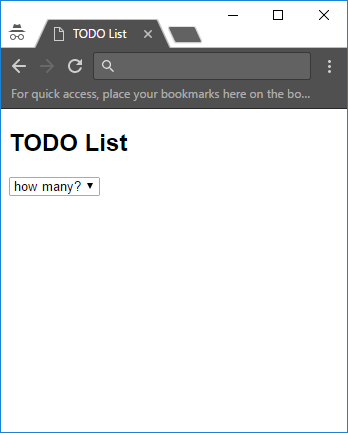 TODO List
For quick access, place your bookmarks here on the bo...
TODO List
how many?